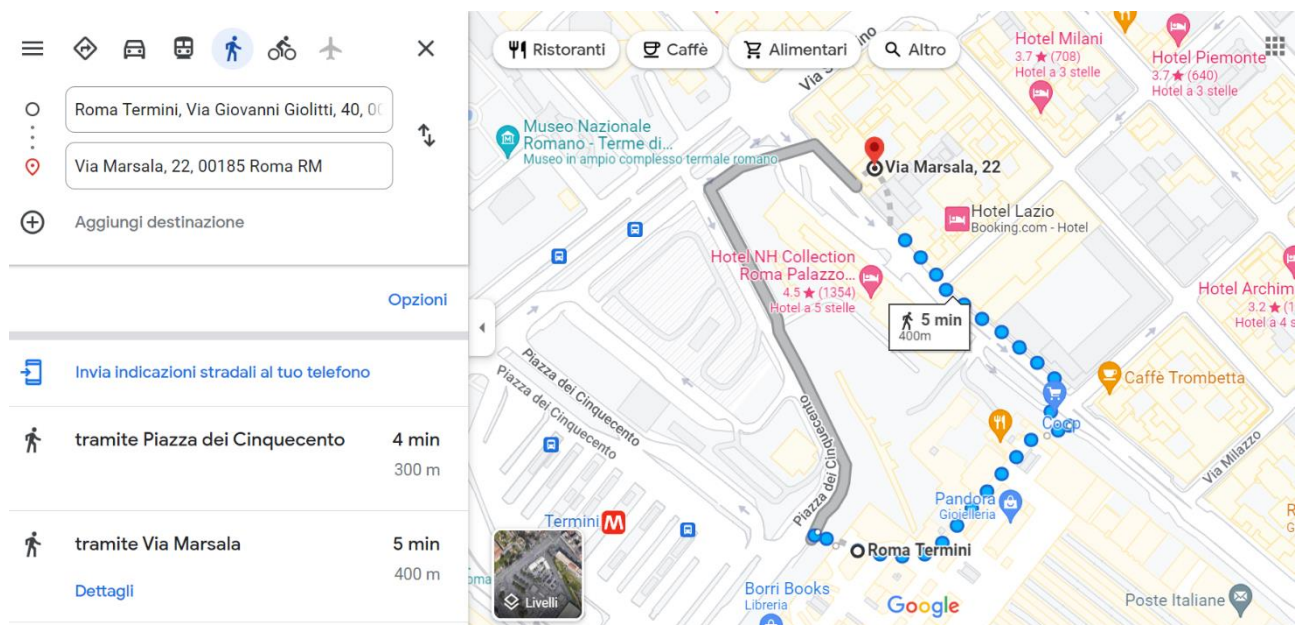 Roma Termini, Via Giovanni Giolitti, 40, 00
Via Marsala, 22, 00185 Roma RM
Aggiungi destinazione
Opzioni
Invia indicazioni stradali al tuo telefono
tramite Piazza dei Cinquecento
4 min
300 m
tramite Via Marsala
5 min
400 m
Dettagli
Ristoranti
Caffè
Alimentari
Altro
Hotel Milani
3.7 ★ (708)
Hotel a 3 stelle
Hotel Piemonte
3.7 ★ (640)
Hotel a 3 stelle
Museo Nazionale
Romano - Terme di...
Museo in ampio complesso termale romano
Via Marsala, 22
Hotel Lazio
Booking.com - Hotel
Hotel NH Collection
Roma Palazzo...
4.5 ★ (1354)
Hotel a 5 stelle
5 min
400m
Hotel Archim
3.2 ★ (1
Hotel a 4 s
Caffè Trombetta
Coop
Via Milazzo
Piazza dei Cinquecento
Piazza dei Cinquecento
Piazza dei Cinquecento
Pandora
Gioielleria
Termini
M
Roma Termini
Borri Books
Libreria
Poste Italiane
Livelli
Google